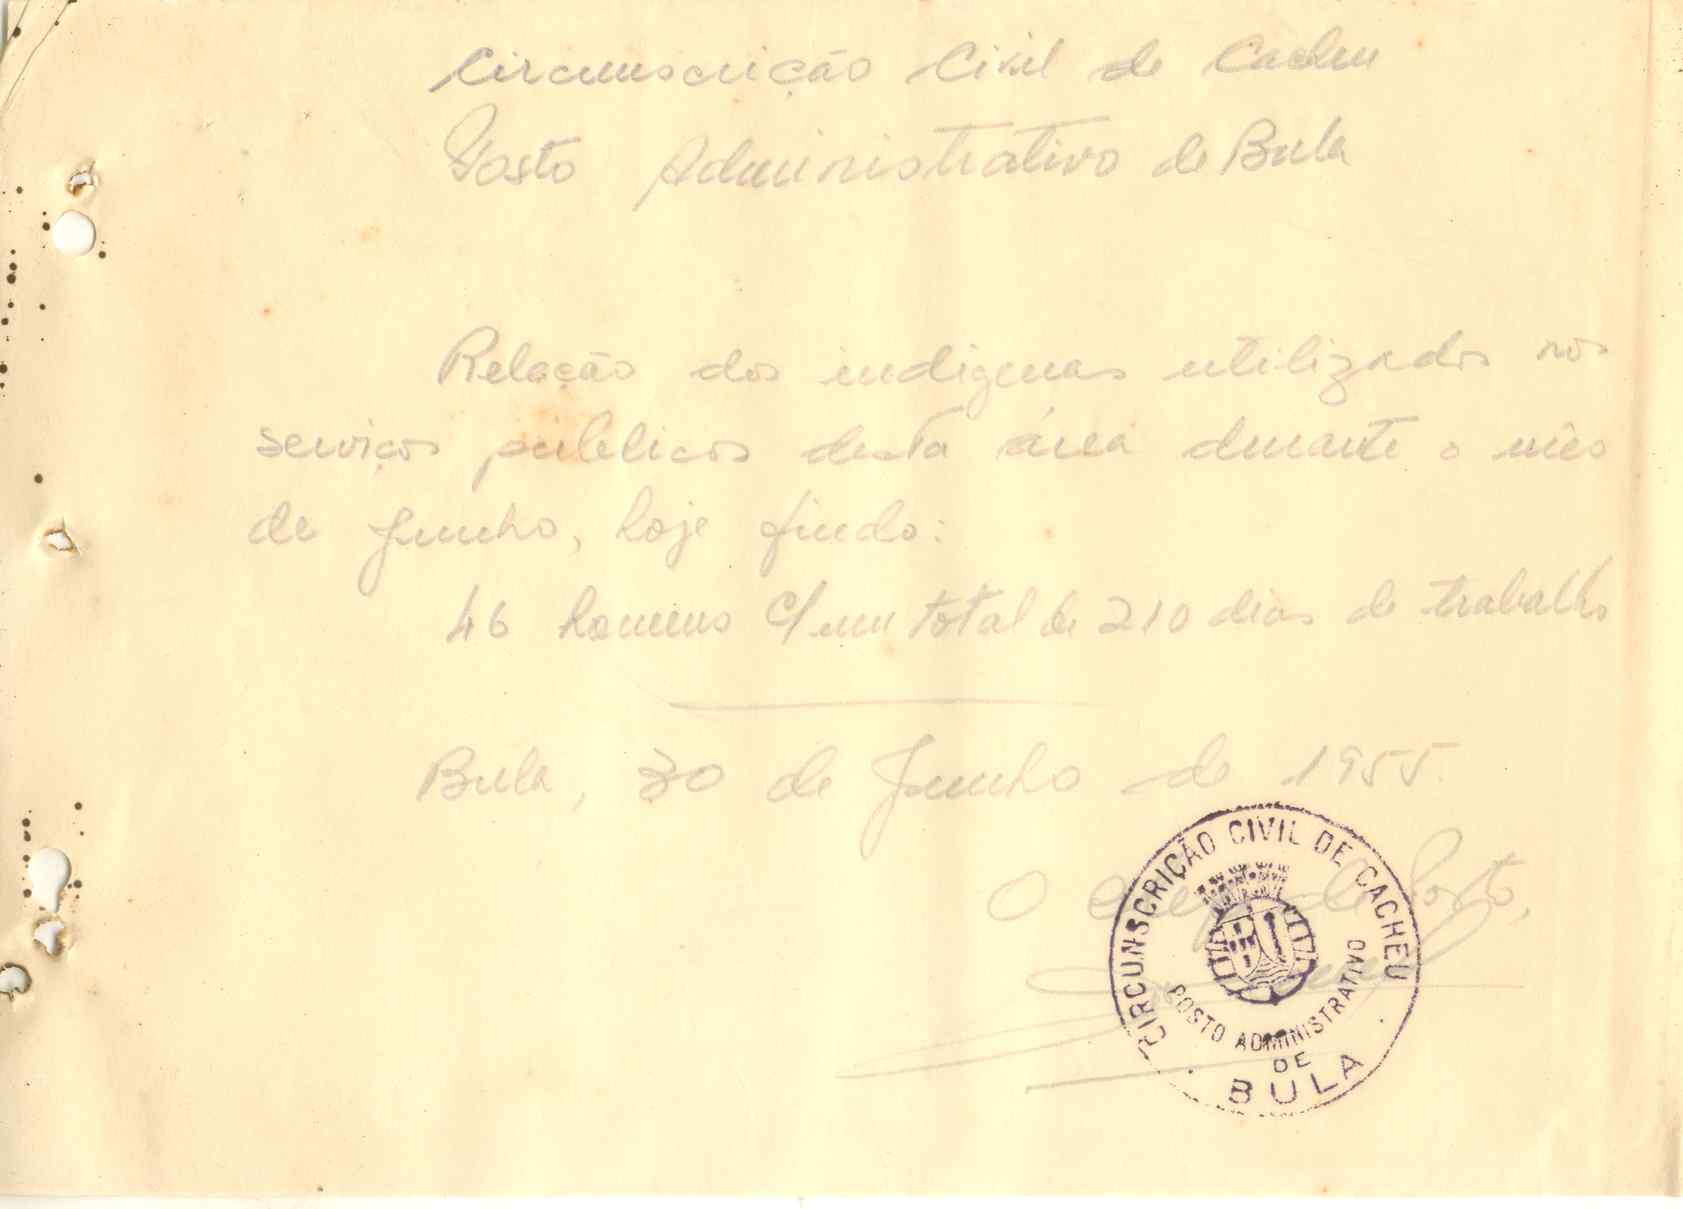 Circunscrição Civil de Cacheu
Posto Administrativo de Bula
Relação dos indígenas utilizados nos
serviços públicos desta área durante o mês
de Junho, hoje findo:
46 homens c/ um total de 210 dias de trabalho
Bula, 30 de Junho de 1955.
O Chefe de Posto,
CIRCUNSCRIÇÃO CIVIL DE CACHEU
POSTO ADMINISTRATIVO
DE
BULA